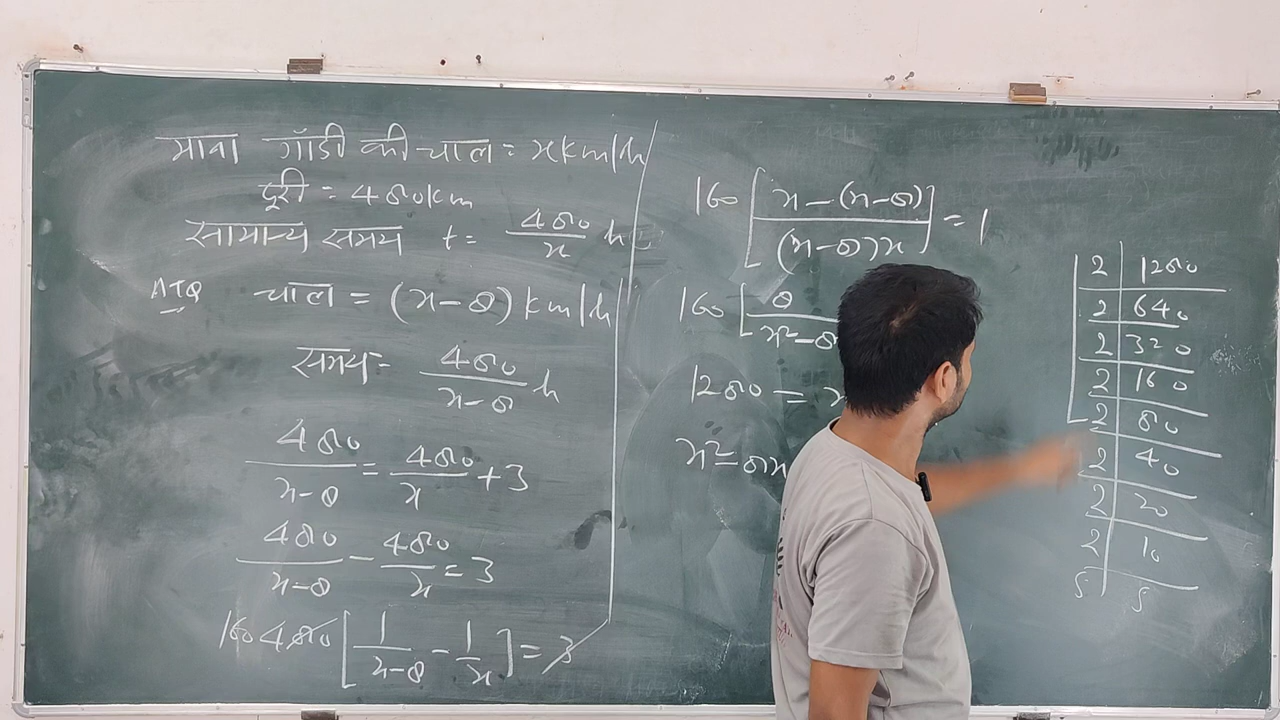 माना गाँडी की चाल = x km/h
दूरी = 480km
सामान्य समय t = 480/x h
ATQ चाल = (x-8) km/h
समय = 480/x-8 h
480/x-8 = 480/x + 3
480/x-8 - 480/x = 3
160 480 [1/x-8 - 1/x] = 3
160 [x-(x-8)/(x-8)x] = 1
160 [8/x²-8
1280 =
x²-8x
2 | 1280
2 | 640
2 | 320
2 | 160
2 | 80
2 | 40
2 | 20
2 | 10
5 | 5